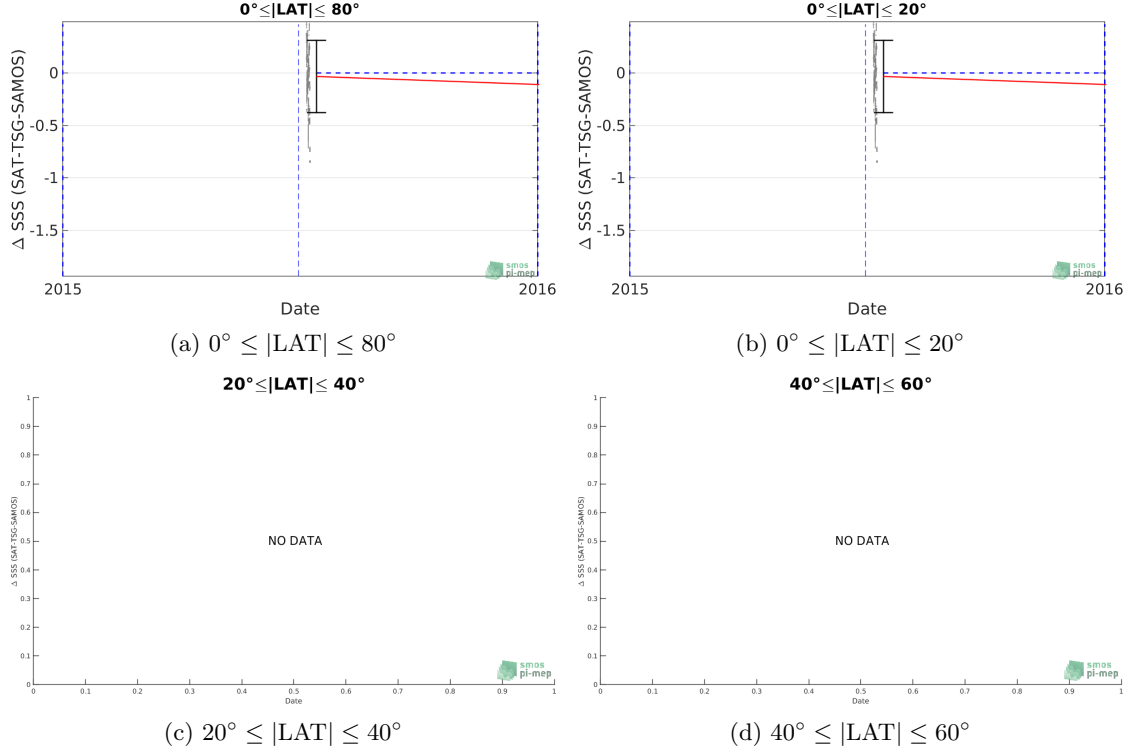 0°≤|LAT|≤ 80°
Δ SSS (SAT-TSG-SAMOS)
0
-0.5
-1
-1.5
2015
2016
Date
smos
pi-mep
(a) 0° ≤ |LAT| ≤ 80°
0°≤|LAT|≤ 20°
Δ SSS (SAT-TSG-SAMOS)
0
-0.5
-1
-1.5
2015
2016
Date
smos
pi-mep
(b) 0° ≤ |LAT| ≤ 20°
20°≤|LAT|≤ 40°
Δ SSS (SAT-TSG-SAMOS)
1
0.9
0.8
0.7
0.6
0.5
0.4
0.3
0.2
0.1
0
NO DATA
0 0.1 0.2 0.3 0.4 0.5 0.6 0.7 0.8 0.9 1
Date
smos
pi-mep
(c) 20° ≤ |LAT| ≤ 40°
40°≤|LAT|≤ 60°
Δ SSS (SAT-TSG-SAMOS)
1
0.9
0.8
0.7
0.6
0.5
0.4
0.3
0.2
0.1
0
NO DATA
0 0.1 0.2 0.3 0.4 0.5 0.6 0.7 0.8 0.9 1
Date
smos
pi-mep
(d) 40° ≤ |LAT| ≤ 60°